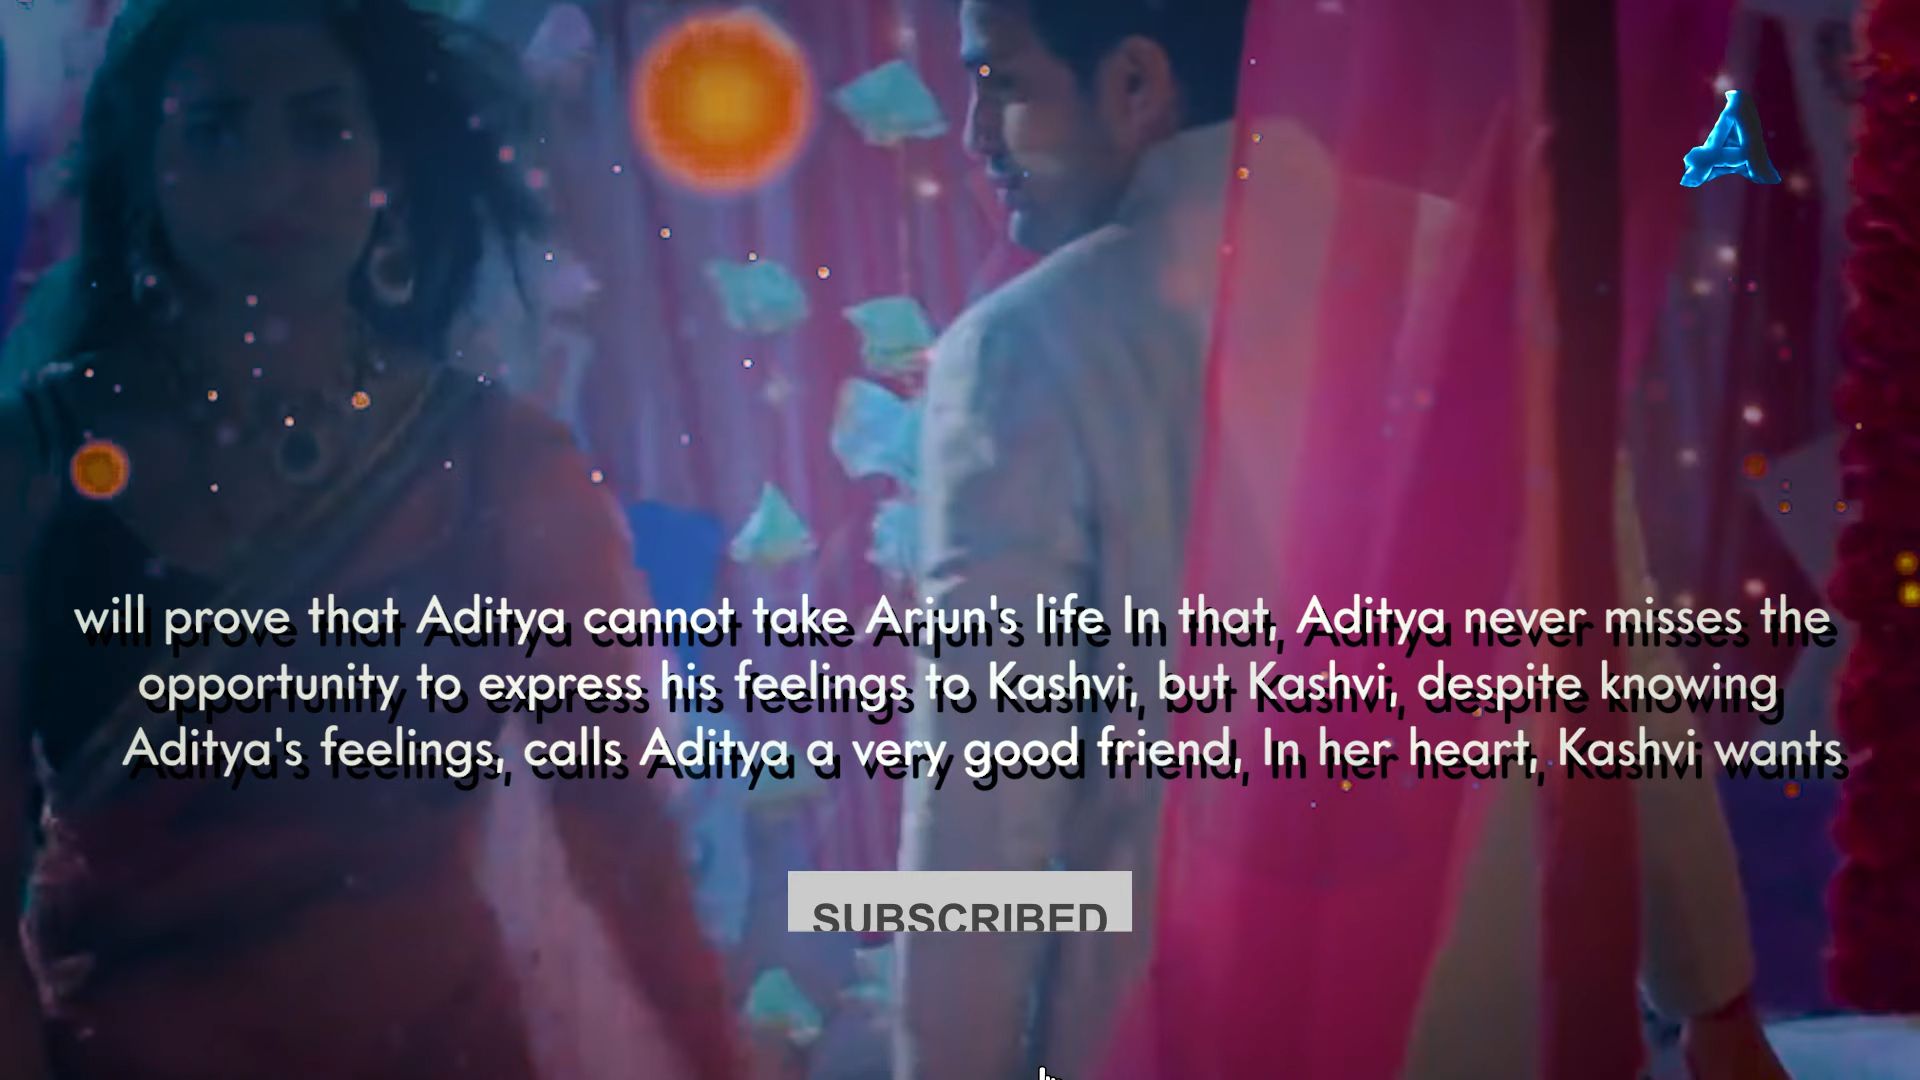 A
will prove that Aditya cannot take Arjun's life In that, Aditya never misses the
opportunity to express his feelings to Kashvi, but Kashvi, despite knowing
Aditya's feelings, calls Aditya a very good friend, In her heart, Kashvi wants
SUBSCRIBED